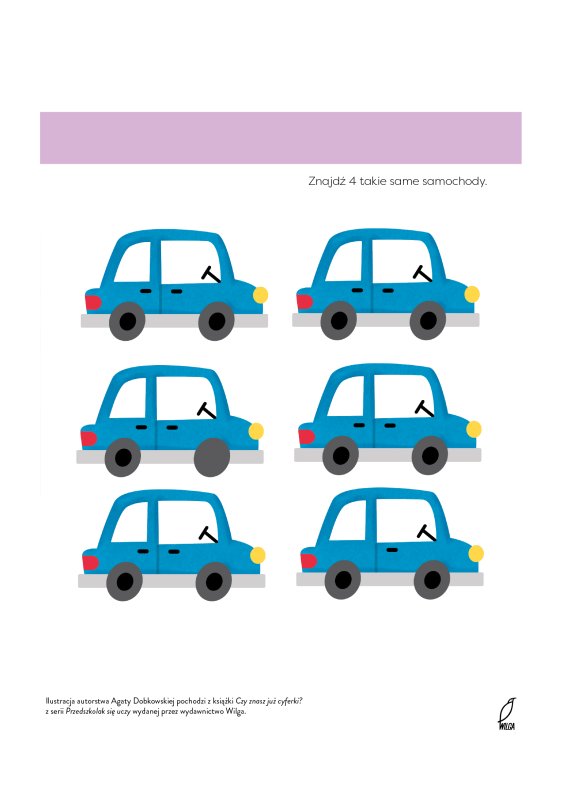 Znajdź 4 takie same samochody.
Ilustracja autorstwa Agaty Dobkowskiej pochodzi z książki Czy znasz już cyferki?
z serii Przedszkolak się uczy wydanej przez wydawnictwo Wilga.
WILGA